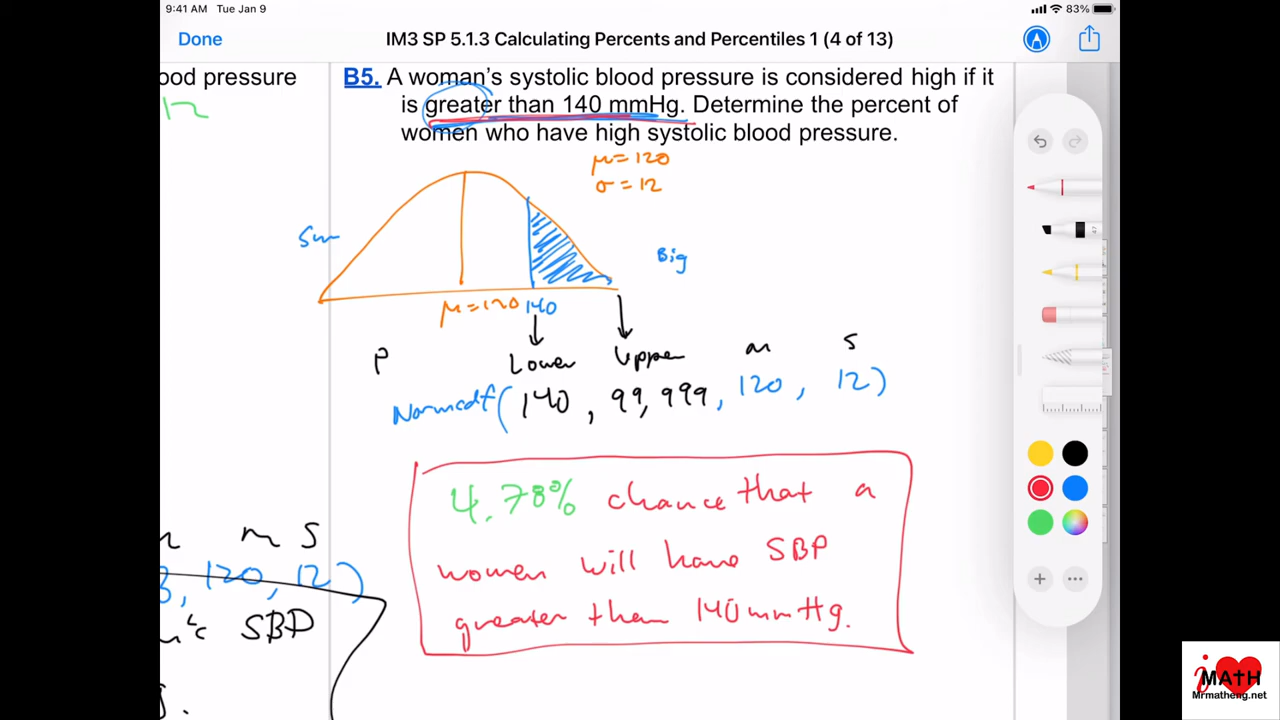 9:41 AM Tue Jan 9
83%
Done
IM3 SP 5.1.3 Calculating Percents and Percentiles 1 (4 of 13)
ood pressure
12
B5. A woman's systolic blood pressure is considered high if it
is greater than 140 mmHg. Determine the percent of
women who have high systolic blood pressure.
μ=120
σ=12
Sm
Big
μ=120 140
P Lower Upper m s
Normcdf(140, 99,999, 120, 12)
4.78% chance that a
women will have SBP
greater than 140mmHg.
m s
, 120, 12)
SBP
g.
47
i MATH
Mrmatheng.net